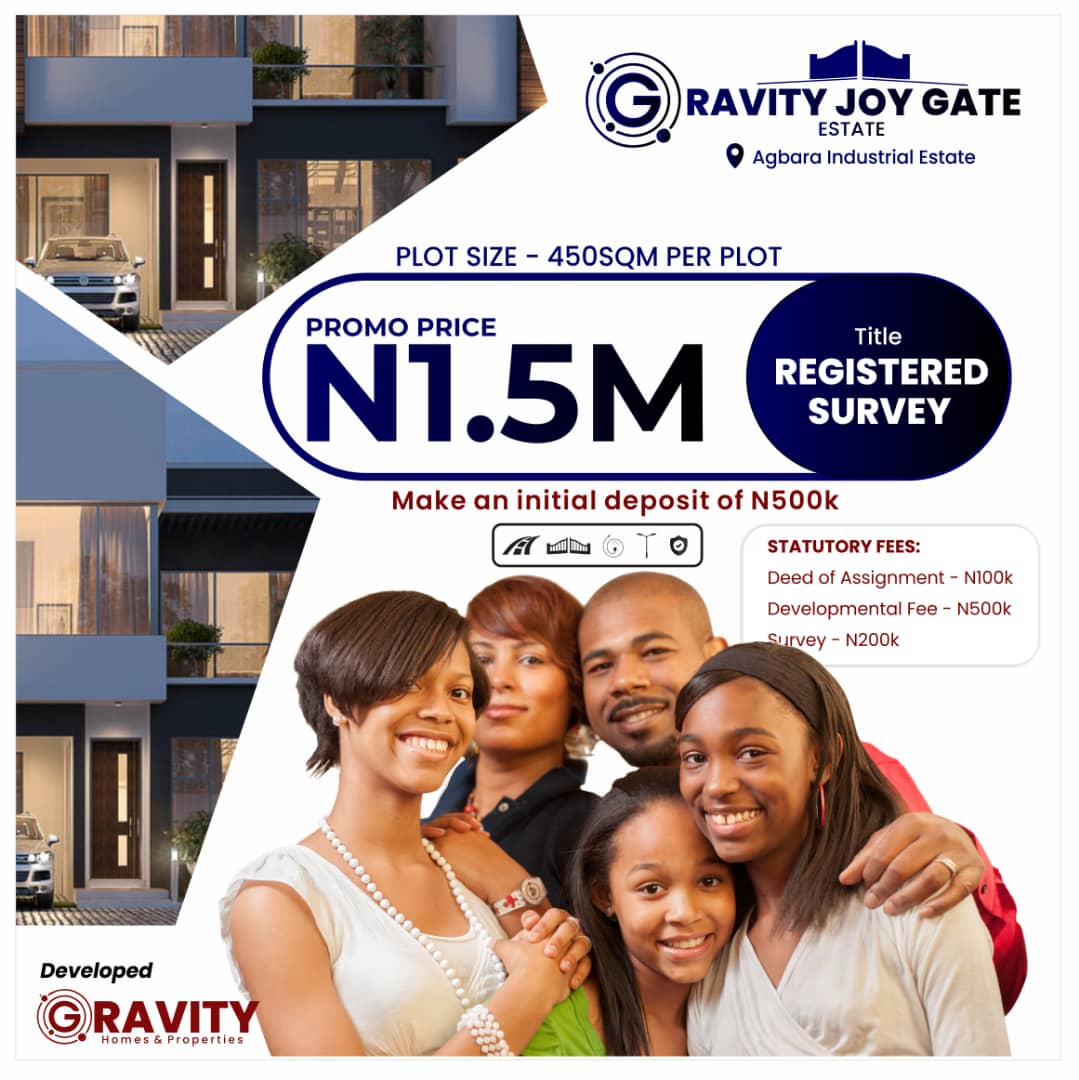 GRAVITY JOY GATE
ESTATE
Agbara Industrial Estate
PLOT SIZE - 450SQM PER PLOT
PROMO PRICE
N1.5M
Title
REGISTERED
SURVEY
Make an initial deposit of N500k
STATUTORY FEES:
Deed of Assignment - N100k
Developmental Fee - N500k
Survey - N200k
Developed
GRAVITY
Homes & Properties